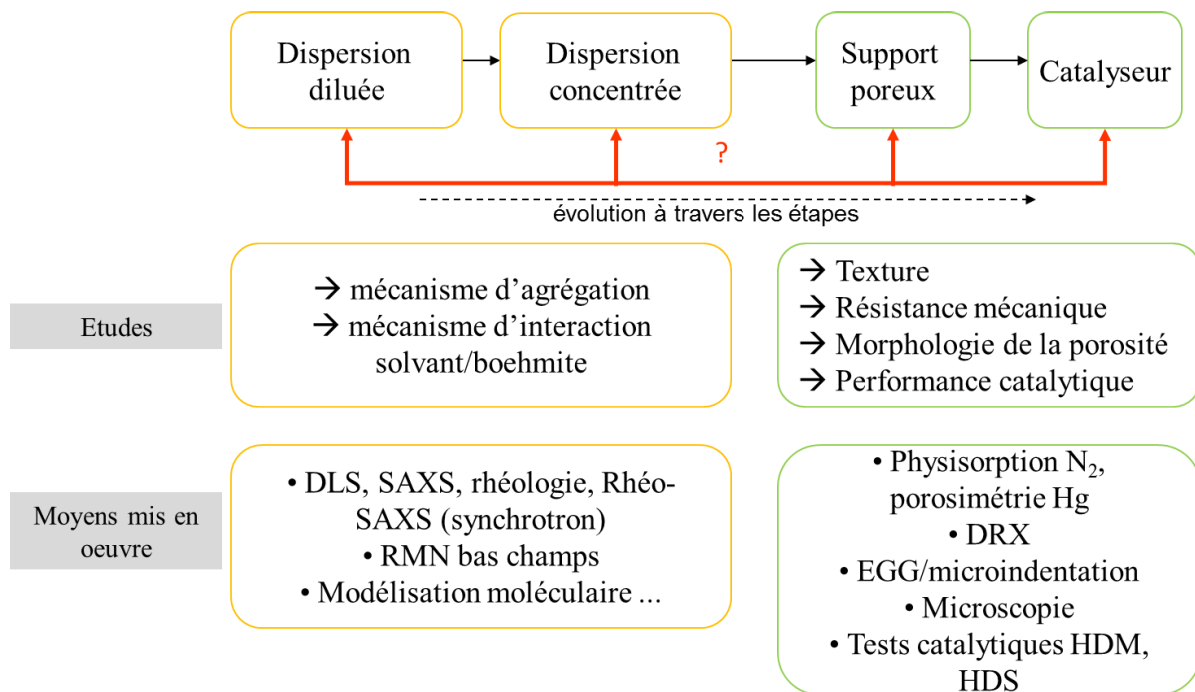 Dispersion
diluée
Dispersion
concentrée
Support
poreux
Catalyseur
?
évolution à travers les étapes
Etudes
→ mécanisme d'agrégation
→ mécanisme d'interaction
solvant/boehmite
→ Texture
→ Résistance mécanique
→ Morphologie de la porosité
→ Performance catalytique
Moyens mis en
oeuvre
• DLS, SAXS, rhéologie, Rhéo-
SAXS (synchrotron)
• RMN bas champs
• Modélisation moléculaire ...
• Physisorption N₂,
porosimétrie Hg
• DRX
• EGG/microindentation
• Microscopie
• Tests catalytiques HDM,
HDS